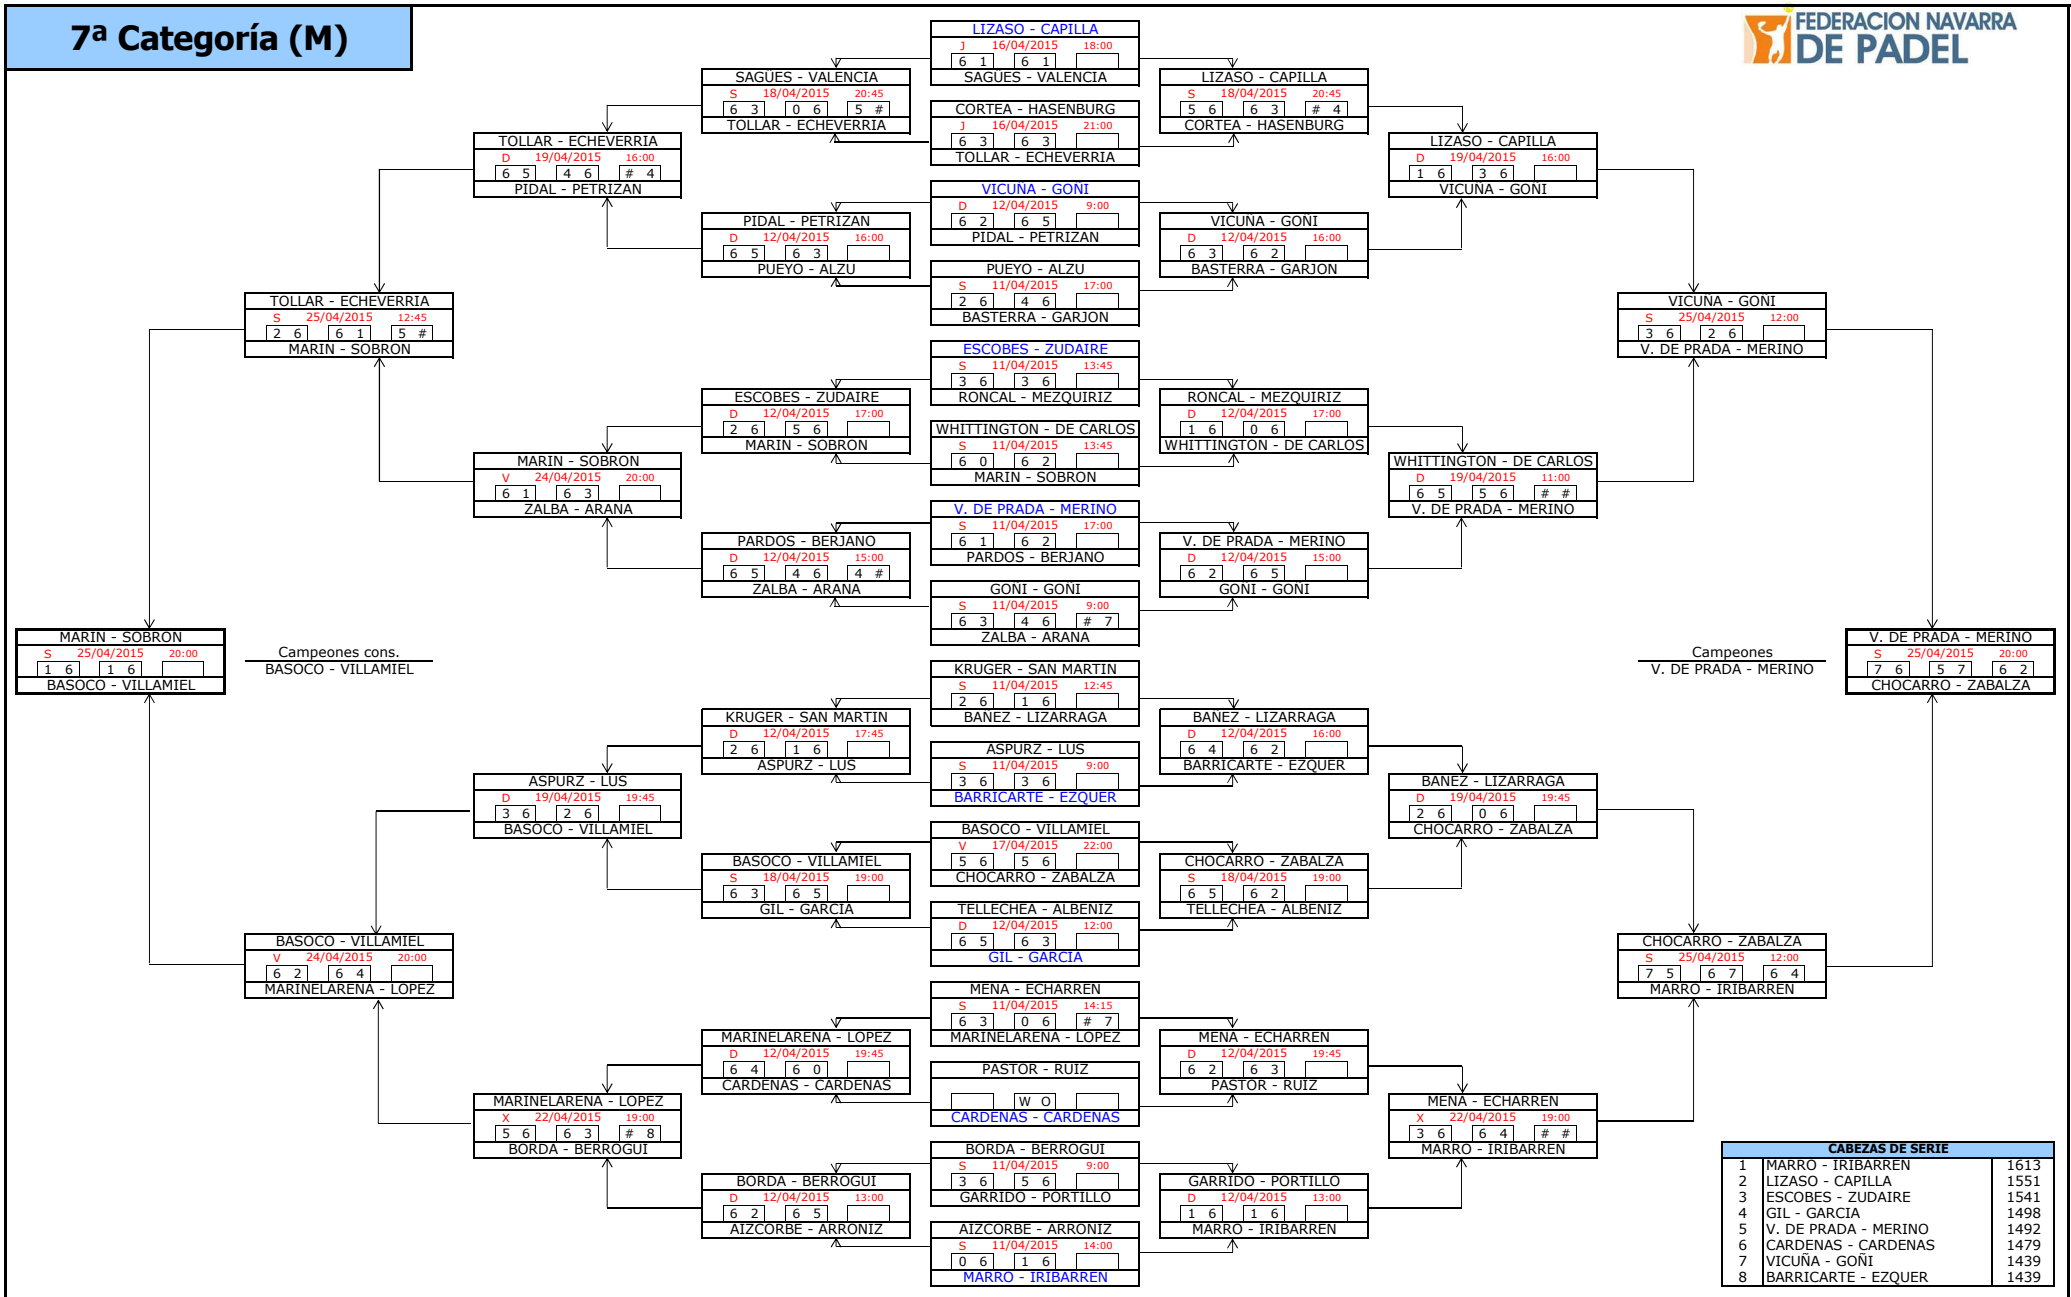 7ª Categoría (M)
FEDERACION NAVARRA
DE PADEL
LIZASO - CAPILLA
J 16/04/2015 18:00
6 1 6 1
SAGÜES - VALENCIA
CORTEA - HASENBURG
J 16/04/2015 21:00
6 3 6 3
TOLLAR - ECHEVERRIA
VICUÑA - GOÑI
D 12/04/2015 9:00
6 2 6 5
PIDAL - PETRIZAN
PUEYO - ALZU
S 11/04/2015 17:00
2 6 4 6
BASTERRA - GARJON
ESCOBES - ZUDAIRE
S 11/04/2015 13:45
3 6 3 6
RONCAL - MEZQUIRIZ
WHITTINGTON - DE CARLOS
S 11/04/2015 13:45
6 0 6 2
MARIN - SOBRON
V. DE PRADA - MERINO
S 11/04/2015 17:00
6 1 6 2
PARDOS - BERJANO
GOÑI - GOÑI
S 11/04/2015 9:00
6 3 4 6 # 7
ZALBA - ARANA
KRUGER - SAN MARTIN
S 11/04/2015 12:45
2 6 1 6
BAÑEZ - LIZARRAGA
ASPURZ - LUS
S 11/04/2015 9:00
3 6 3 6
BARRICARTE - EZQUER
BASOCO - VILLAMIEL
V 17/04/2015 22:00
5 6 5 6
CHOCARRO - ZABALZA
TELLECHEA - ALBENIZ
D 12/04/2015 12:00
6 5 6 3
GIL - GARCIA
MENA - ECHARREN
S 11/04/2015 14:15
6 3 0 6 # 7
MARINELARENA - LOPEZ
PASTOR - RUIZ
W O
CARDENAS - CARDENAS
BORDA - BERROGUI
S 11/04/2015 9:00
3 6 5 6
GARRIDO - PORTILLO
AIZCORBE - ARRONIZ
S 11/04/2015 14:00
0 6 1 6
MARRO - IRIBARREN
SAGÜES - VALENCIA
S 18/04/2015 20:45
6 3 0 6 5 #
TOLLAR - ECHEVERRIA
PIDAL - PETRIZAN
D 12/04/2015 16:00
6 5 6 3
PUEYO - ALZU
ESCOBES - ZUDAIRE
D 12/04/2015 17:00
2 6 5 6
MARIN - SOBRON
PARDOS - BERJANO
D 12/04/2015 15:00
6 5 4 6 4 #
ZALBA - ARANA
KRUGER - SAN MARTIN
D 12/04/2015 17:45
2 6 1 6
ASPURZ - LUS
BASOCO - VILLAMIEL
S 18/04/2015 19:00
6 3 6 5
GIL - GARCIA
MARINELARENA - LOPEZ
D 12/04/2015 19:45
6 4 6 0
CARDENAS - CARDENAS
BORDA - BERROGUI
D 12/04/2015 13:00
6 2 6 5
AIZCORBE - ARRONIZ
TOLLAR - ECHEVERRIA
D 19/04/2015 16:00
6 5 4 6 # 4
PIDAL - PETRIZAN
MARIN - SOBRON
V 24/04/2015 20:00
6 1 6 3
ZALBA - ARANA
ASPURZ - LUS
D 19/04/2015 19:45
3 6 2 6
BASOCO - VILLAMIEL
MARINELARENA - LOPEZ
X 22/04/2015 19:00
5 6 6 3 # 8
BORDA - BERROGUI
TOLLAR - ECHEVERRIA
S 25/04/2015 12:45
2 6 6 1 5 #
MARIN - SOBRON
BASOCO - VILLAMIEL
V 24/04/2015 20:00
6 2 6 4
MARINELARENA - LOPEZ
MARIN - SOBRON
S 25/04/2015 20:00
1 6 1 6
BASOCO - VILLAMIEL
Campeones cons.
BASOCO - VILLAMIEL
LIZASO - CAPILLA
S 18/04/2015 20:45
5 6 6 3 # 4
CORTEA - HASENBURG
VICUÑA - GOÑI
D 12/04/2015 16:00
6 3 6 2
BASTERRA - GARJON
RONCAL - MEZQUIRIZ
D 12/04/2015 17:00
1 6 0 6
WHITTINGTON - DE CARLOS
V. DE PRADA - MERINO
D 12/04/2015 15:00
6 2 6 5
GOÑI - GOÑI
BAÑEZ - LIZARRAGA
D 12/04/2015 16:00
6 4 6 2
BARRICARTE - EZQUER
CHOCARRO - ZABALZA
S 18/04/2015 19:00
6 5 6 2
TELLECHEA - ALBENIZ
MENA - ECHARREN
D 12/04/2015 19:45
6 2 6 3
PASTOR - RUIZ
GARRIDO - PORTILLO
D 12/04/2015 13:00
1 6 1 6
MARRO - IRIBARREN
LIZASO - CAPILLA
D 19/04/2015 16:00
1 6 3 6
VICUÑA - GOÑI
WHITTINGTON - DE CARLOS
D 19/04/2015 11:00
6 5 5 6 # #
V. DE PRADA - MERINO
BAÑEZ - LIZARRAGA
D 19/04/2015 19:45
2 6 0 6
CHOCARRO - ZABALZA
MENA - ECHARREN
X 22/04/2015 19:00
3 6 6 4 # #
MARRO - IRIBARREN
VICUÑA - GOÑI
S 25/04/2015 12:00
3 6 2 6
V. DE PRADA - MERINO
CHOCARRO - ZABALZA
S 25/04/2015 12:00
7 5 6 7 6 4
MARRO - IRIBARREN
Campeones
V. DE PRADA - MERINO
V. DE PRADA - MERINO
S 25/04/2015 20:00
7 6 5 7 6 2
CHOCARRO - ZABALZA
CABEZAS DE SERIE
1 MARRO - IRIBARREN 1613
2 LIZASO - CAPILLA 1551
3 ESCOBES - ZUDAIRE 1541
4 GIL - GARCIA 1498
5 V. DE PRADA - MERINO 1492
6 CARDENAS - CARDENAS 1479
7 VICUÑA - GOÑI 1439
8 BARRICARTE - EZQUER 1439